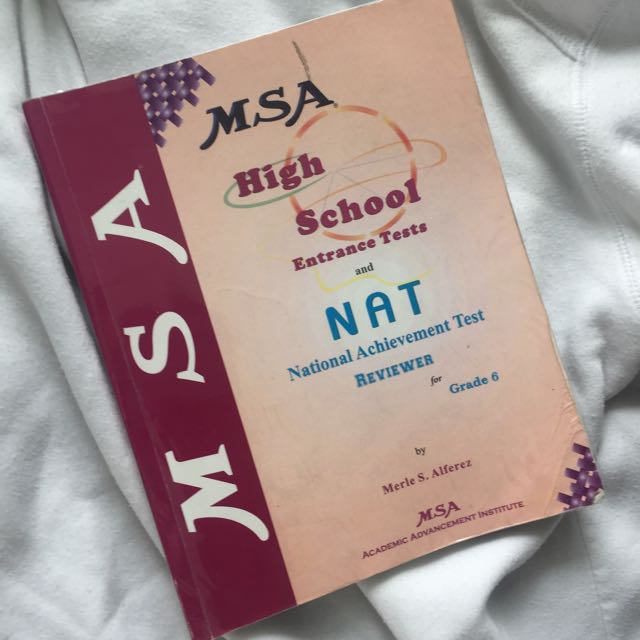 MSA
MSA
High
School
Entrance Tests
and
NAT
National Achievement Test
REVIEWER
for Grade 6
by
Merle S. Alferez
MSA
ACADEMIC ADVANCEMENT INSTITUTE